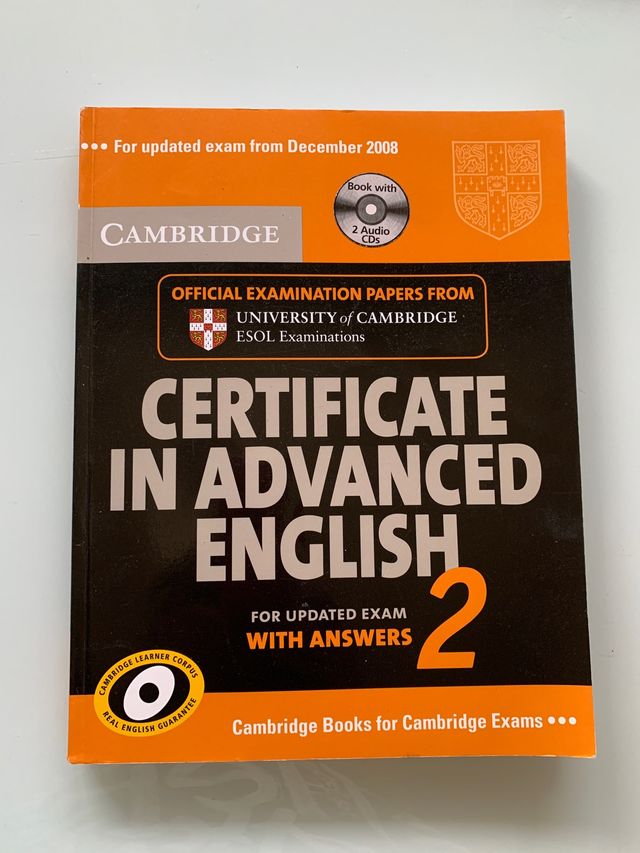 ••• For updated exam from December 2008
Book with
2 Audio
CDs
CAMBRIDGE
OFFICIAL EXAMINATION PAPERS FROM
UNIVERSITY of CAMBRIDGE
ESOL Examinations
CERTIFICATE
IN ADVANCED
ENGLISH
2
FOR UPDATED EXAM
WITH ANSWERS
CAMBRIDGE LEARNER CORPUS
REAL ENGLISH GUARANTEE
Cambridge Books for Cambridge Exams •••